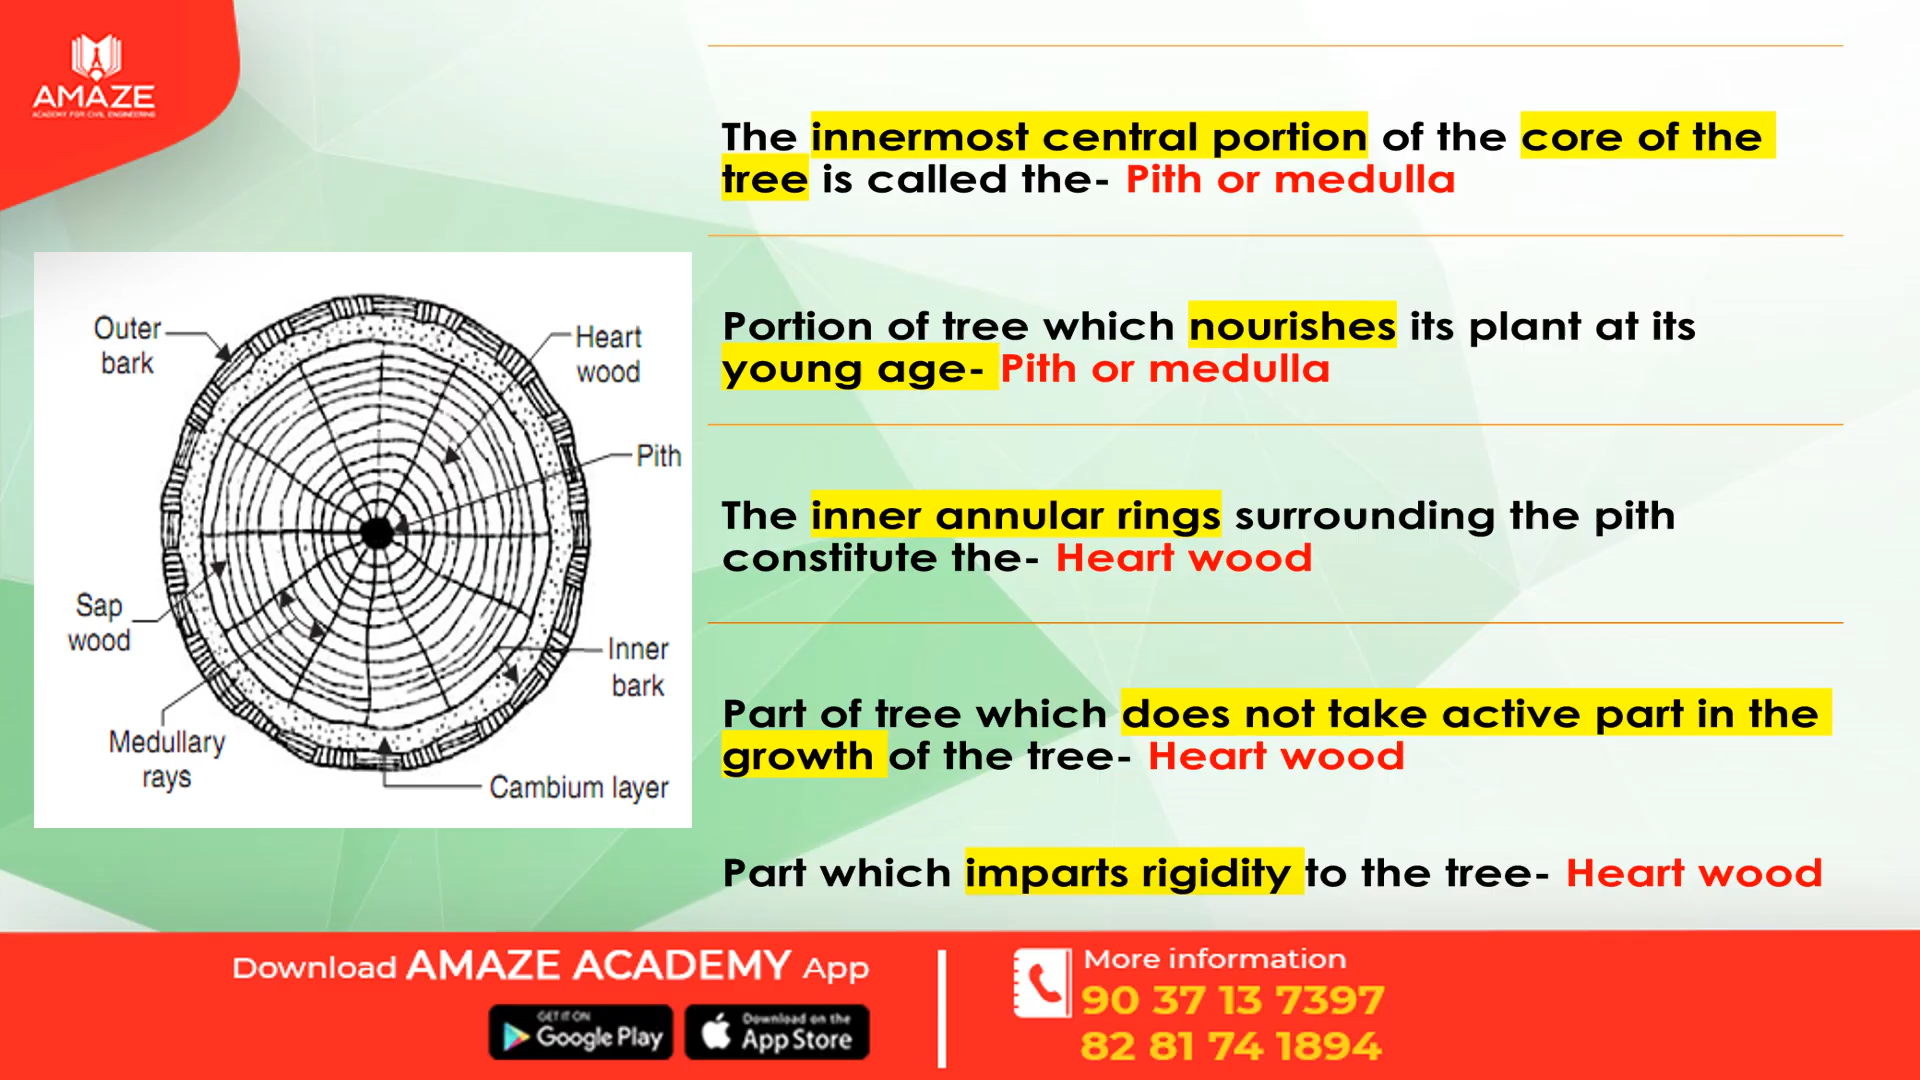 AMAZE
ACADEMY FOR CIVIL ENGINEERING
The innermost central portion of the core of the
tree is called the- Pith or medulla
Portion of tree which nourishes its plant at its
young age- Pith or medulla
The inner annular rings surrounding the pith
constitute the- Heart wood
Part of tree which does not take active part in the
growth of the tree- Heart wood
Part which imparts rigidity to the tree- Heart wood
Outer
bark
Heart
wood
Pith
Sap
wood
Inner
bark
Medullary
rays
Cambium layer
Download AMAZE ACADEMY App
GET IT ON
Google Play
Download on the
App Store
More information
90 37 13 7397
82 81 74 1894